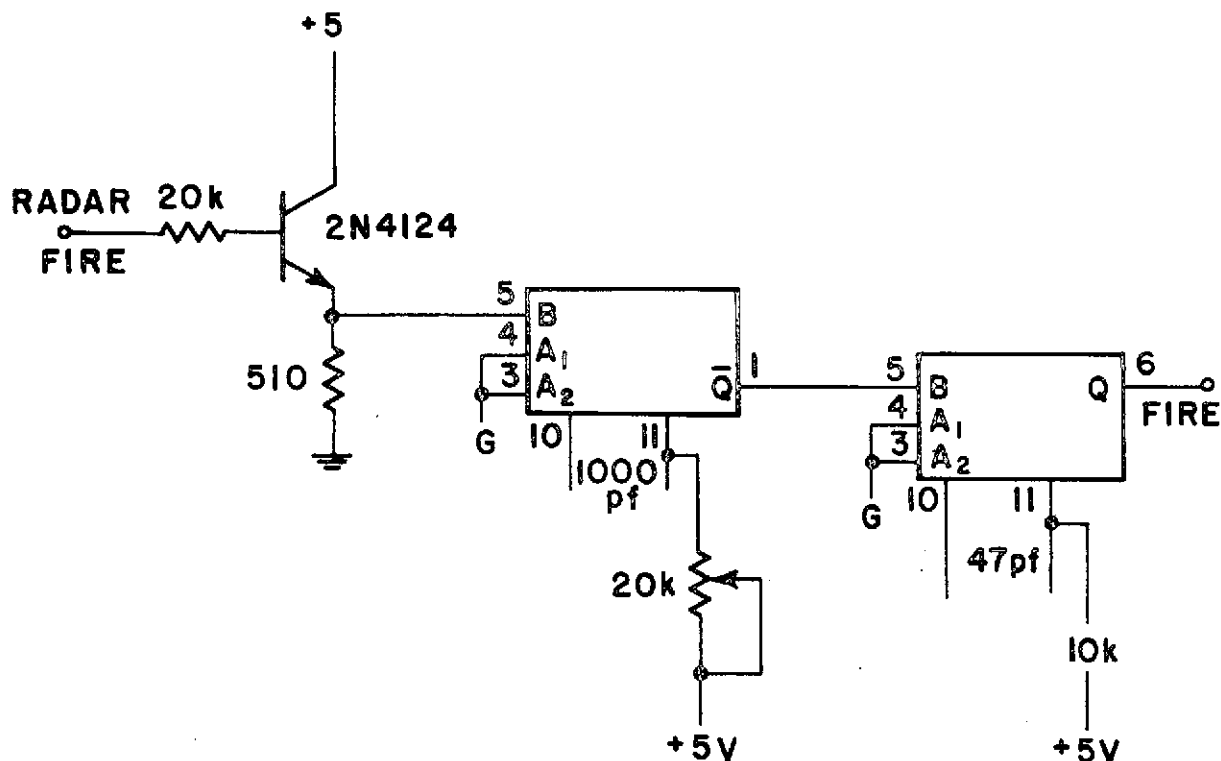 +5
RADAR 20k
FIRE
2N4124
510
5 B
4 A1
3 A2
Q̅ 1
G
10 11
1000
pf
20k
+5V
5 B
4 A1
3 A2
Q 6
FIRE
G
10 11
47pf
10k
+5V